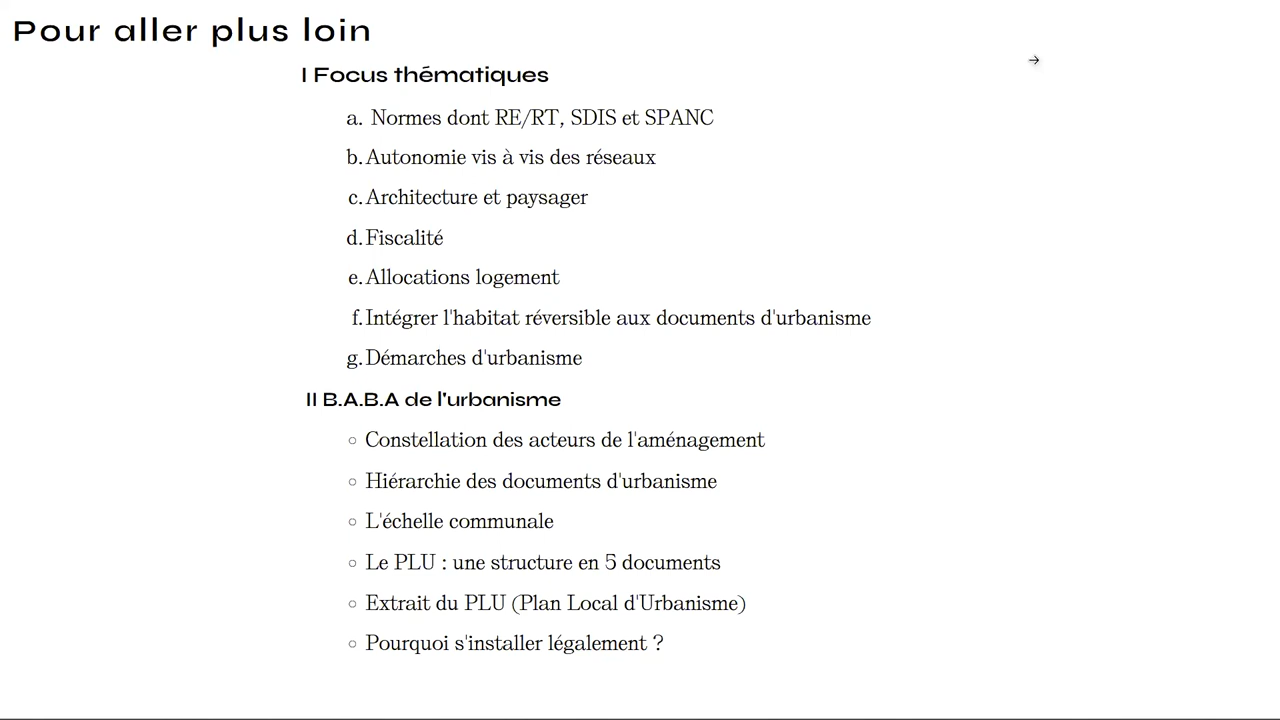 Pour aller plus loin
I Focus thématiques
a. Normes dont RE/RT, SDIS et SPANC
b. Autonomie vis à vis des réseaux
c. Architecture et paysager
d. Fiscalité
e. Allocations logement
f. Intégrer l'habitat réversible aux documents d'urbanisme
g. Démarches d'urbanisme
II B.A.B.A de l'urbanisme
Constellation des acteurs de l'aménagement
Hiérarchie des documents d'urbanisme
L'échelle communale
Le PLU : une structure en 5 documents
Extrait du PLU (Plan Local d'Urbanisme)
Pourquoi s'installer légalement ?